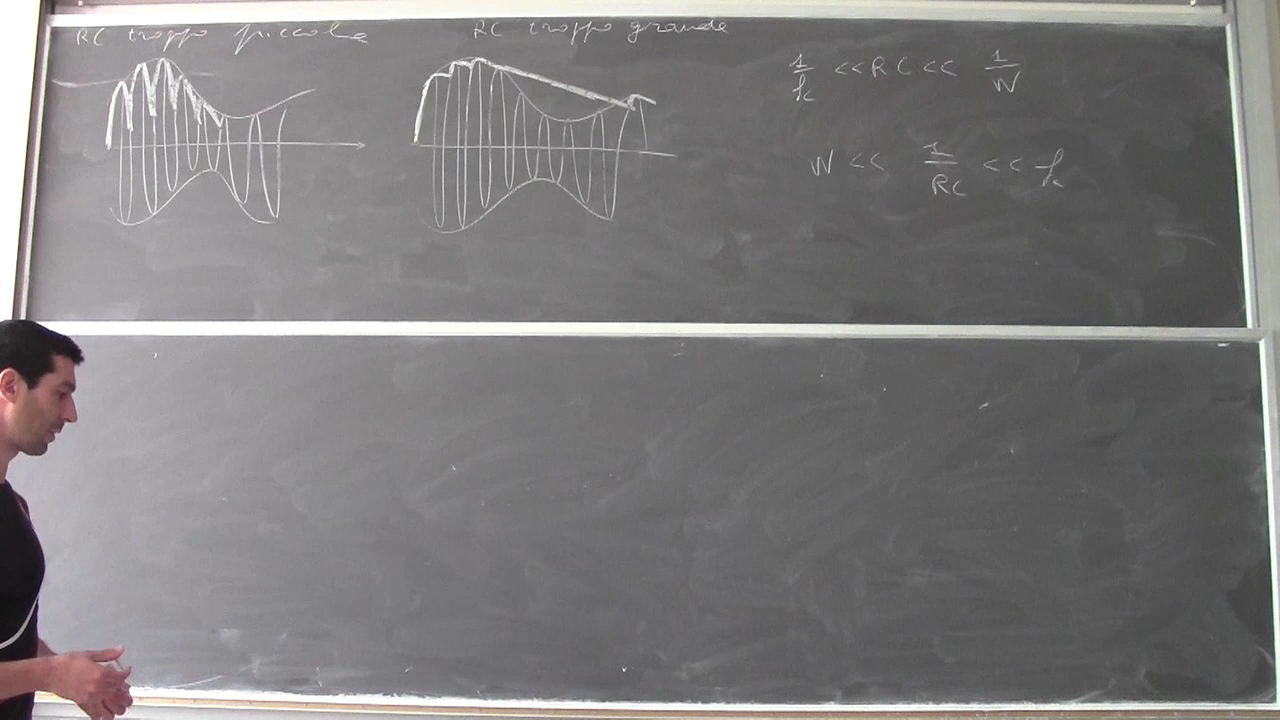 RC troppo piccola
RC troppo grande
1/fc << RC << 1/W
W << 1/RC << fc